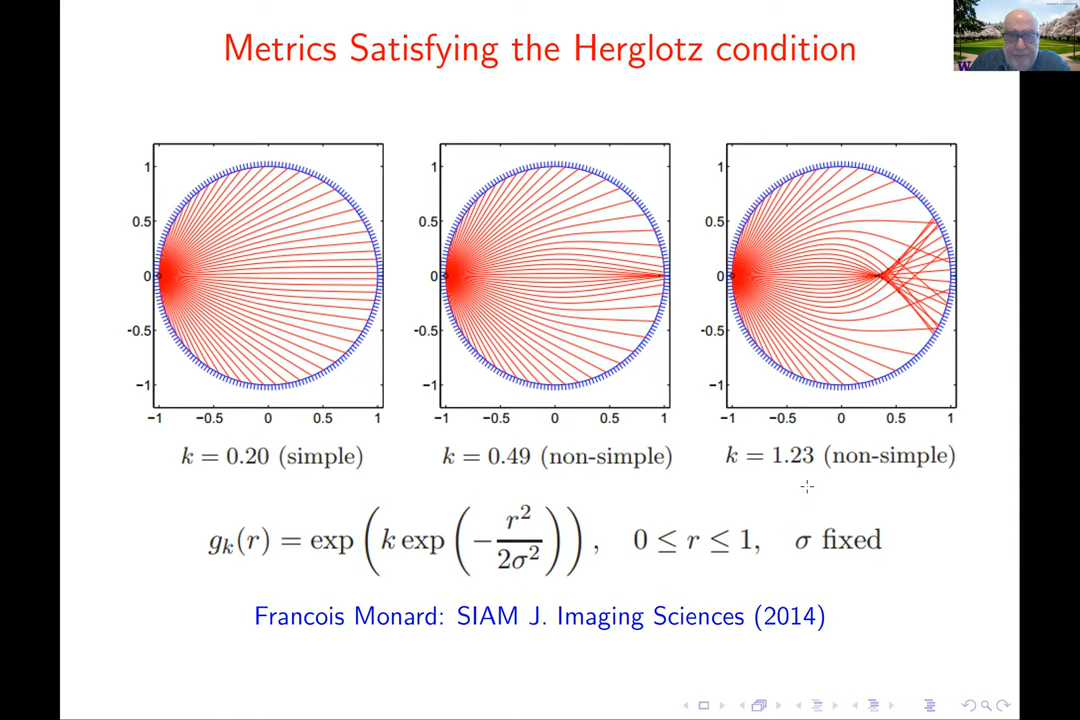 Metrics Satisfying the Herglotz condition
W
1
0.5
0
-0.5
-1
-1 -0.5 0 0.5 1
1
0.5
0
-0.5
-1
-1 -0.5 0 0.5 1
1
0.5
0
-0.5
-1
-1 -0.5 0 0.5 1
k = 0.20 (simple)
k = 0.49 (non-simple)
k = 1.23 (non-simple)
g_k(r) = exp(k exp(-r²/2σ²)), 0 ≤ r ≤ 1, σ fixed
Francois Monard: SIAM J. Imaging Sciences (2014)